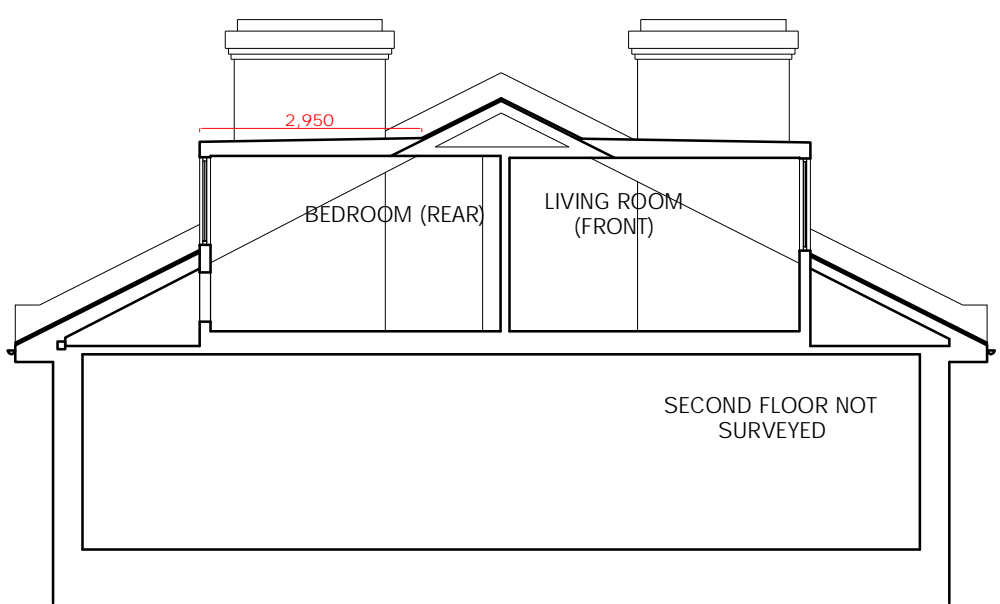 2,950
BEDROOM (REAR)
LIVING ROOM
(FRONT)
SECOND FLOOR NOT
SURVEYED